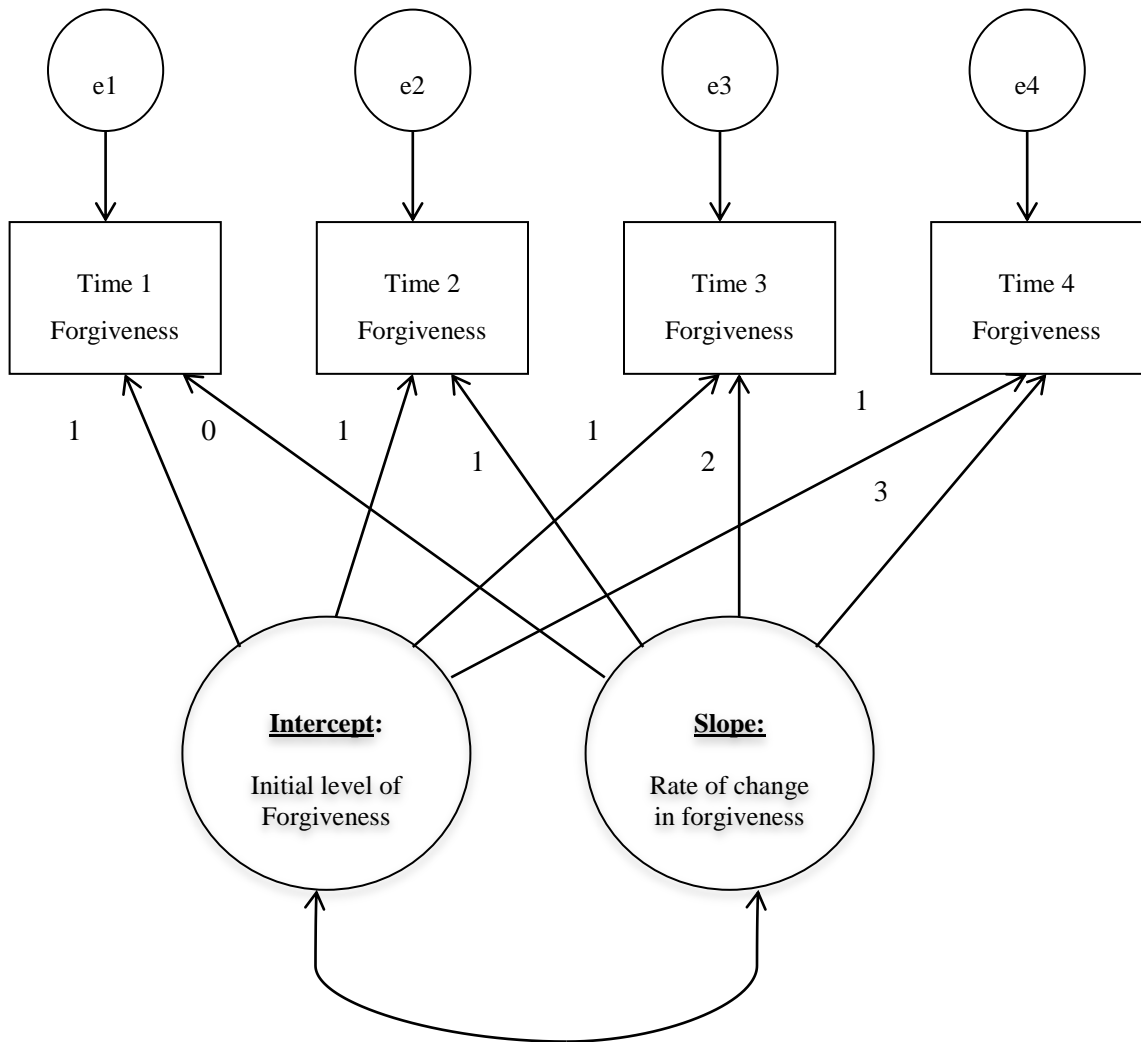 e1
e2
e3
e4
Time 1
Forgiveness
Time 2
Forgiveness
Time 3
Forgiveness
Time 4
Forgiveness
1
0
1
1
1
2
1
3
Intercept:
Initial level of
Forgiveness
Slope:
Rate of change
in forgiveness